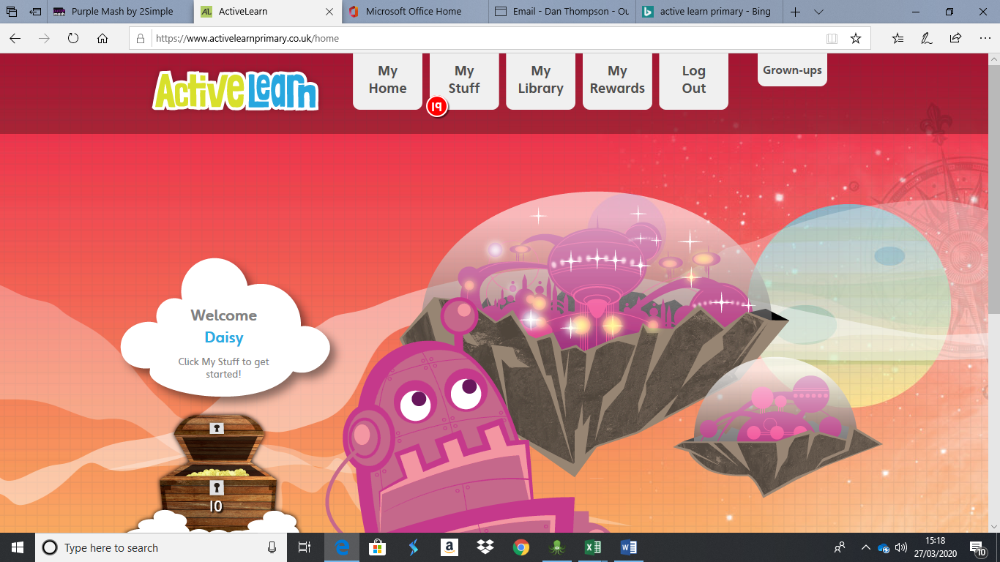 Purple Mash by 2Simple
ActiveLearn
Microsoft Office Home
Email - Dan Thompson - Ou
active learn primary - Bing
https://www.activelearnprimary.co.uk/home
ActiveLearn
My
Home
My
Stuff
19
My
Library
My
Rewards
Log
Out
Grown-ups
Welcome
Daisy
Click My Stuff to get
started!
10
Type here to search
15:18
27/03/2020
10